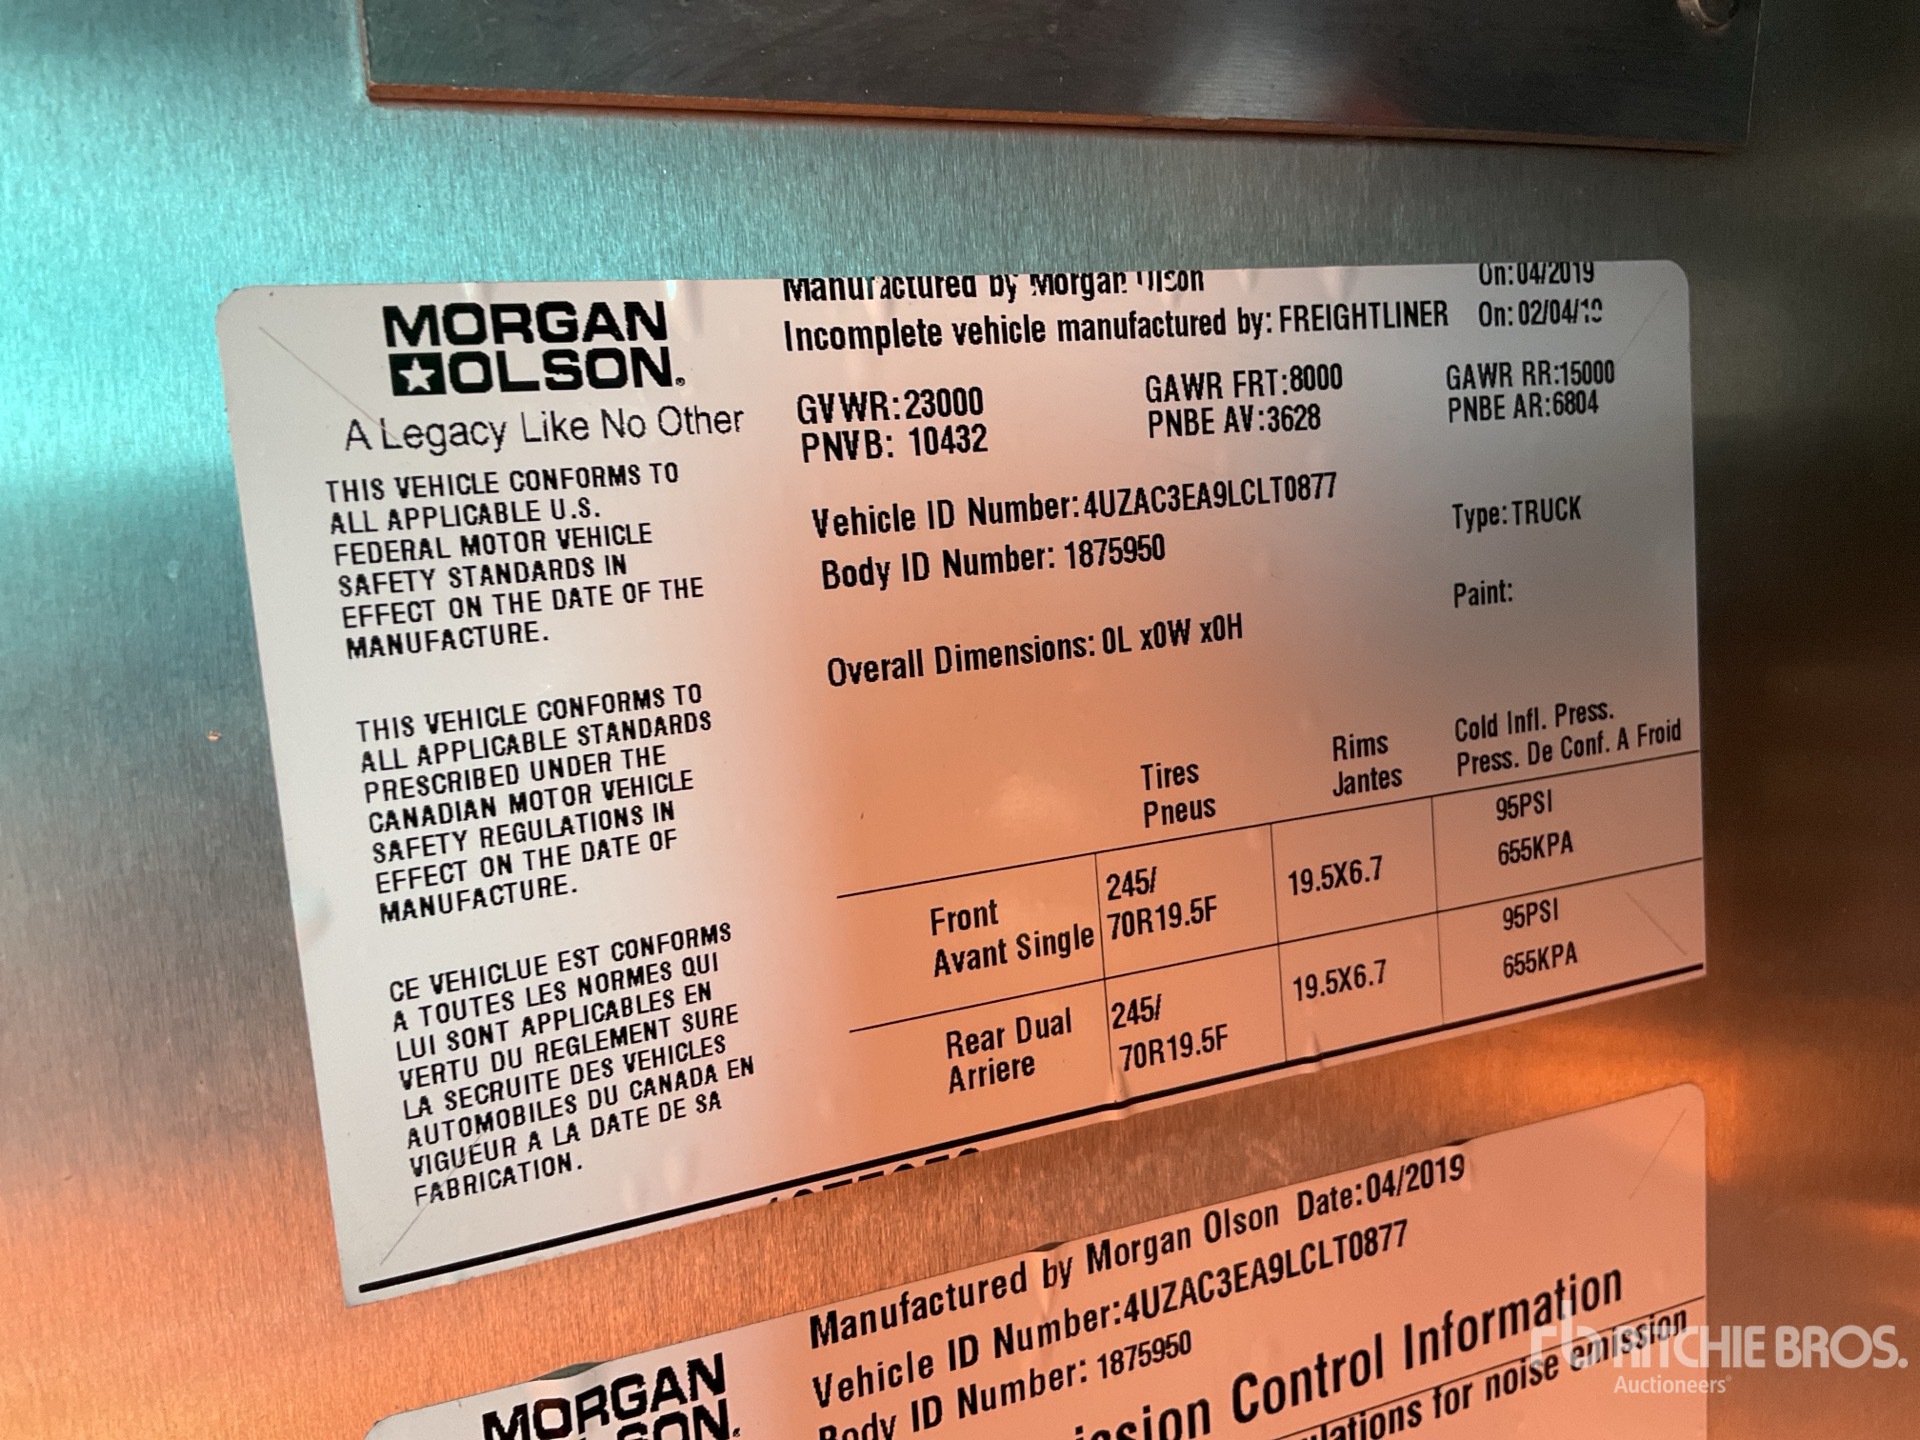 MORGAN
OLSON®
A Legacy Like No Other
THIS VEHICLE CONFORMS TO
ALL APPLICABLE U.S.
FEDERAL MOTOR VEHICLE
SAFETY STANDARDS IN
EFFECT ON THE DATE OF THE
MANUFACTURE.
THIS VEHICLE CONFORMS TO
ALL APPLICABLE STANDARDS
PRESCRIBED UNDER THE
CANADIAN MOTOR VEHICLE
SAFETY REGULATIONS IN
EFFECT ON THE DATE OF
MANUFACTURE.
CE VEHICLUE EST CONFORMS
A TOUTES LES NORMES QUI
LUI SONT APPLICABLES EN
VERTU DU REGLEMENT SURE
LA SECRUITE DES VEHICLES
AUTOMOBILES DU CANADA EN
VIGUEUR A LA DATE DE SA
FABRICATION.
Manufactured by Morgan Olson On:04/2019
Incomplete vehicle manufactured by: FREIGHTLINER On: 02/04/19
GVWR:23000 GAWR FRT:8000 GAWR RR:15000
PNVB: 10432 PNBE AV:3628 PNBE AR:6804
Vehicle ID Number:4UZAC3EA9LCLT0877 Type:TRUCK
Body ID Number: 1875950
Paint:
Overall Dimensions: 0L x0W x0H
Tires Rims Cold Infl. Press.
Pneus Jantes Press. De Conf. A Froid
Front 245/ 19.5X6.7 95PSI
Avant Single 70R19.5F 655KPA
Rear Dual 245/ 19.5X6.7 95PSI
Arriere 70R19.5F 655KPA
MORGAN
OLSON.
Manufactured by Morgan Olson Date:04/2019
Vehicle ID Number:4UZAC3EA9LCLT0877
Body ID Number: 1875950
Control Information
for noise emission
RITCHIE BROS.
Auctioneers